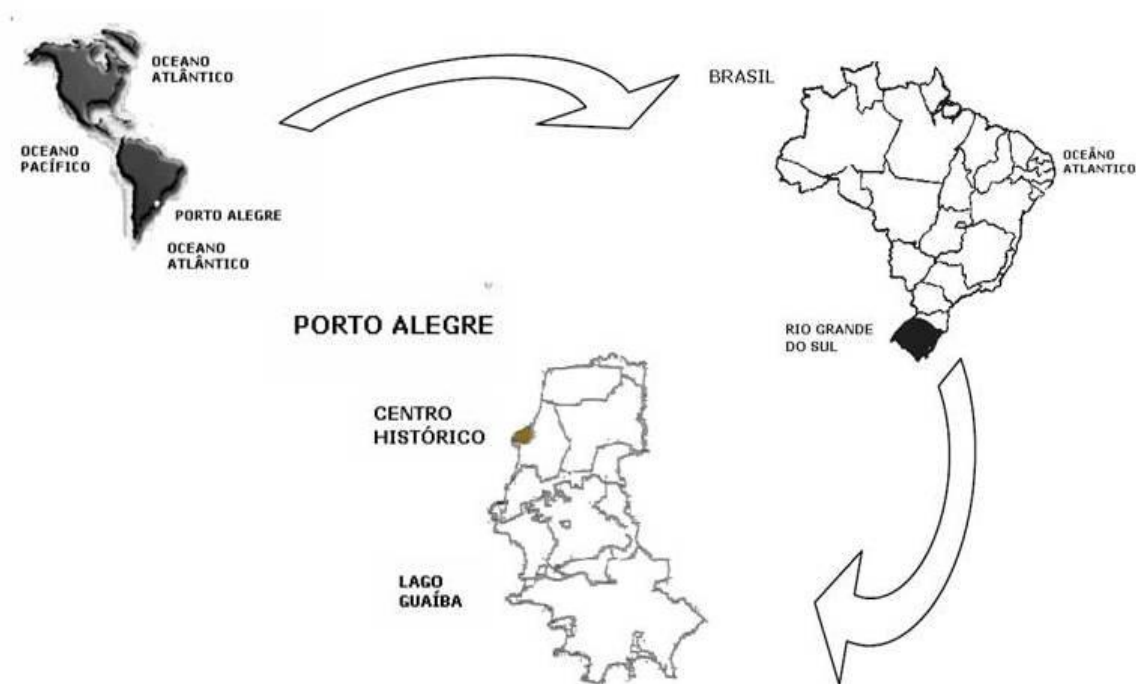 OCEANO
ATLÂNTICO
OCEANO
PACÍFICO
PORTO ALEGRE
OCEANO
ATLÂNTICO
BRASIL
OCEÂNO
ATLANTICO
RIO GRANDE
DO SUL
PORTO ALEGRE
CENTRO
HISTÓRICO
LAGO
GUAÍBA